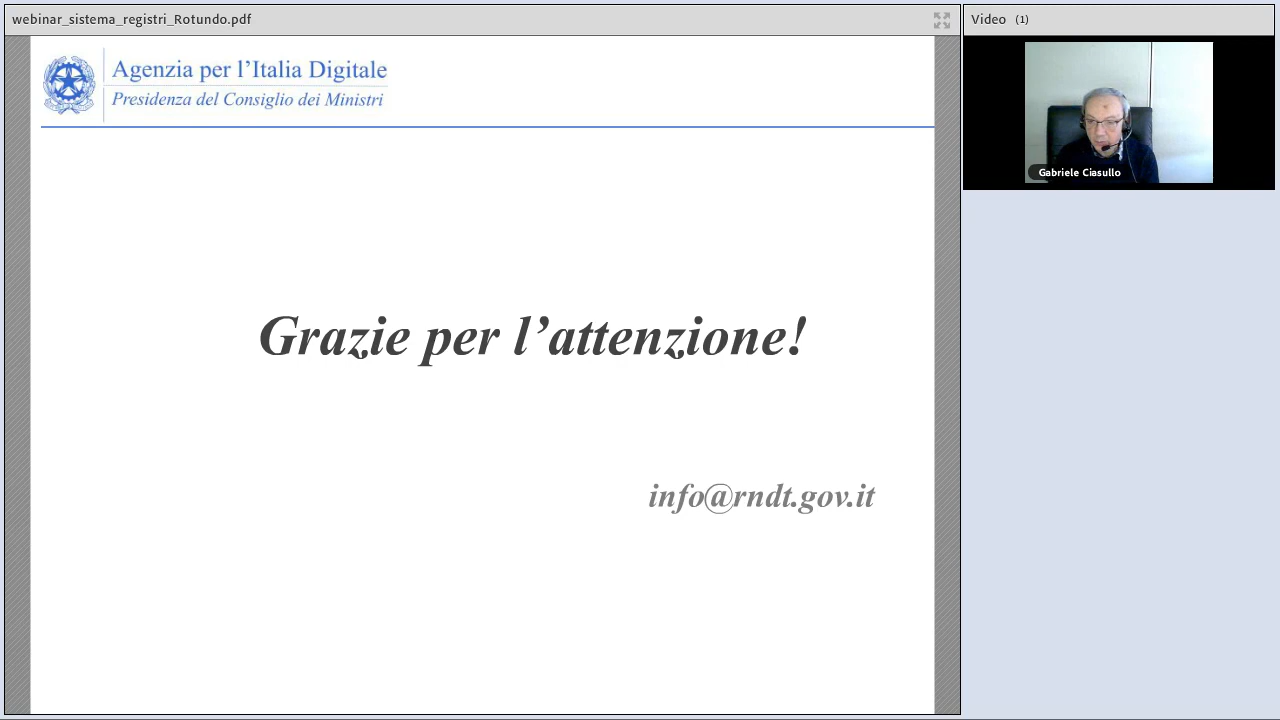 webinar_sistema_registri_Rotundo.pdf
Video (1)
Agenzia per l'Italia Digitale
Presidenza del Consiglio dei Ministri
Gabriele Ciasullo
Grazie per l’attenzione!
info@rndt.gov.it